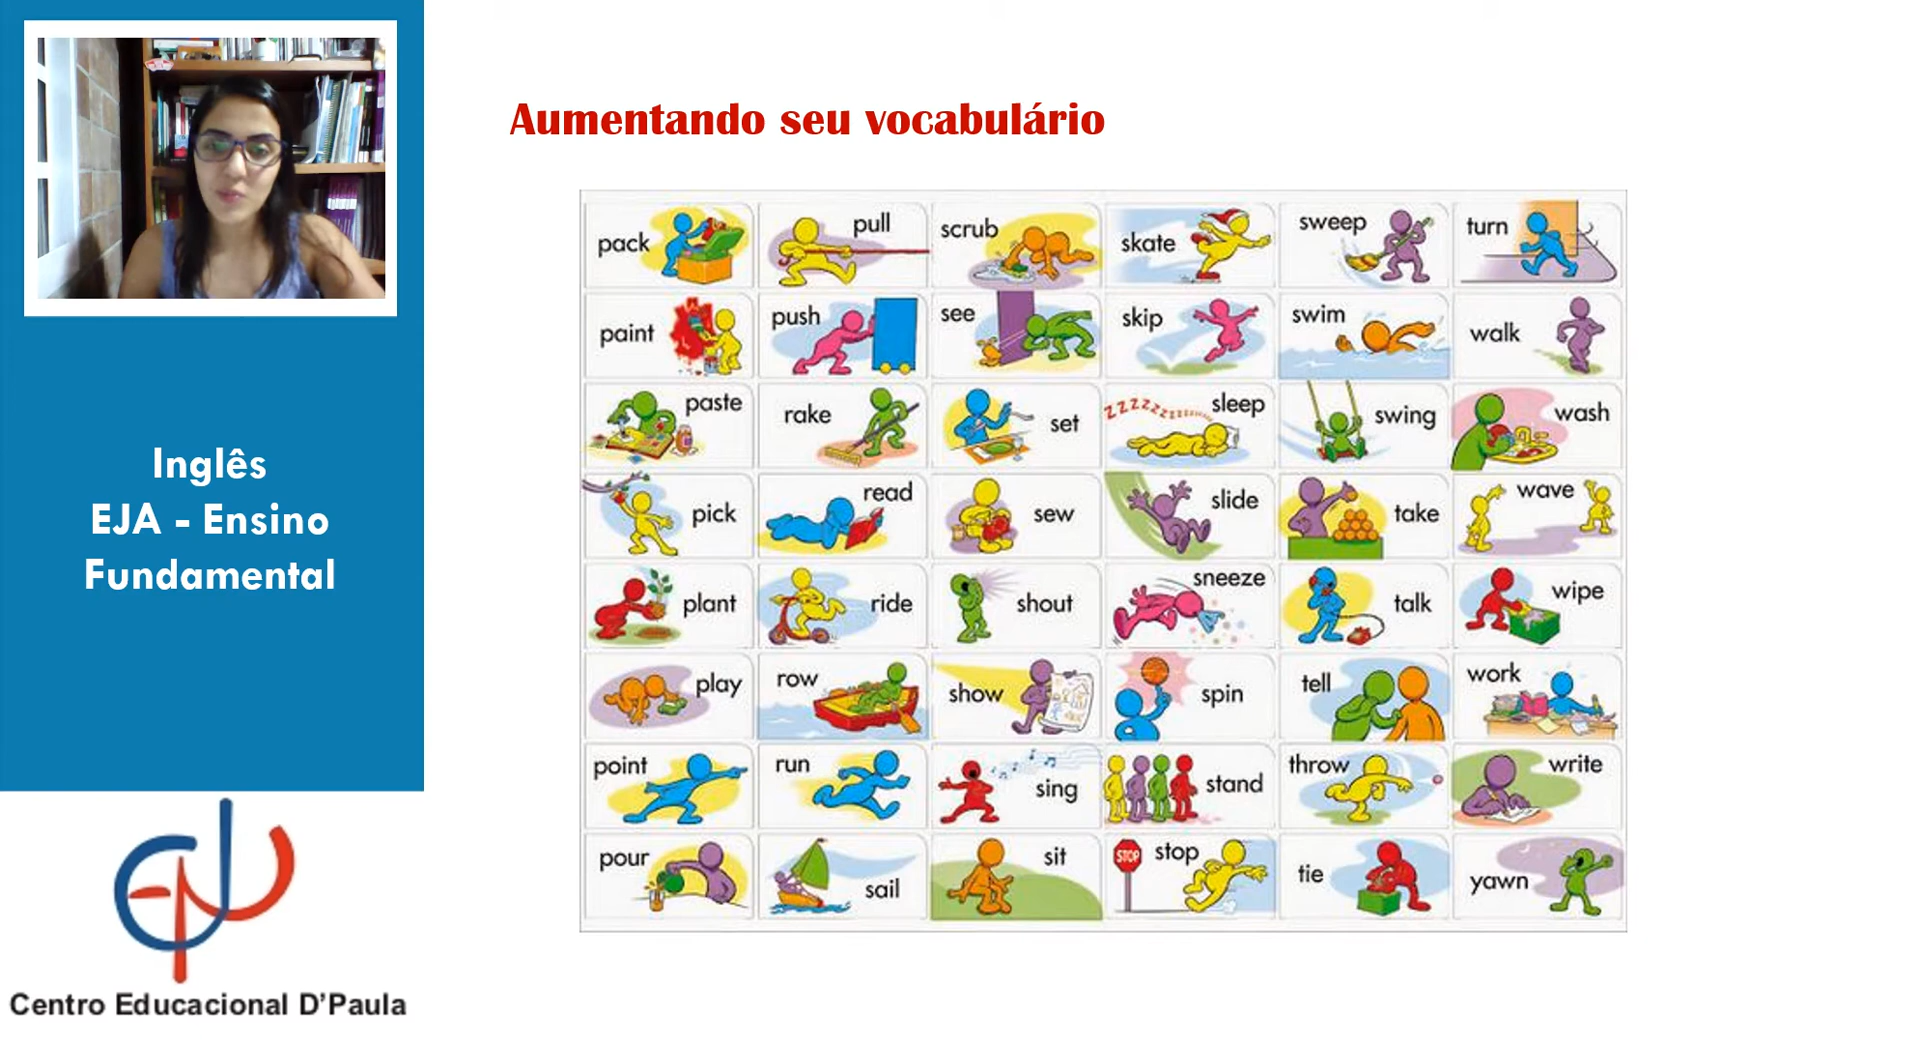 Inglês
EJA - Ensino
Fundamental
Centro Educacional D'Paula
Aumentando seu vocabulário
pack
pull
scrub
skate
sweep
turn
paint
push
see
skip
swim
walk
paste
rake
set
zzzzzzzzzzzzz
sleep
swing
wash
pick
read
sew
slide
take
wave
plant
ride
shout
sneeze
talk
wipe
play
row
show
spin
tell
work
point
run
sing
stand
throw
write
pour
sail
sit
STOP
stop
tie
yawn